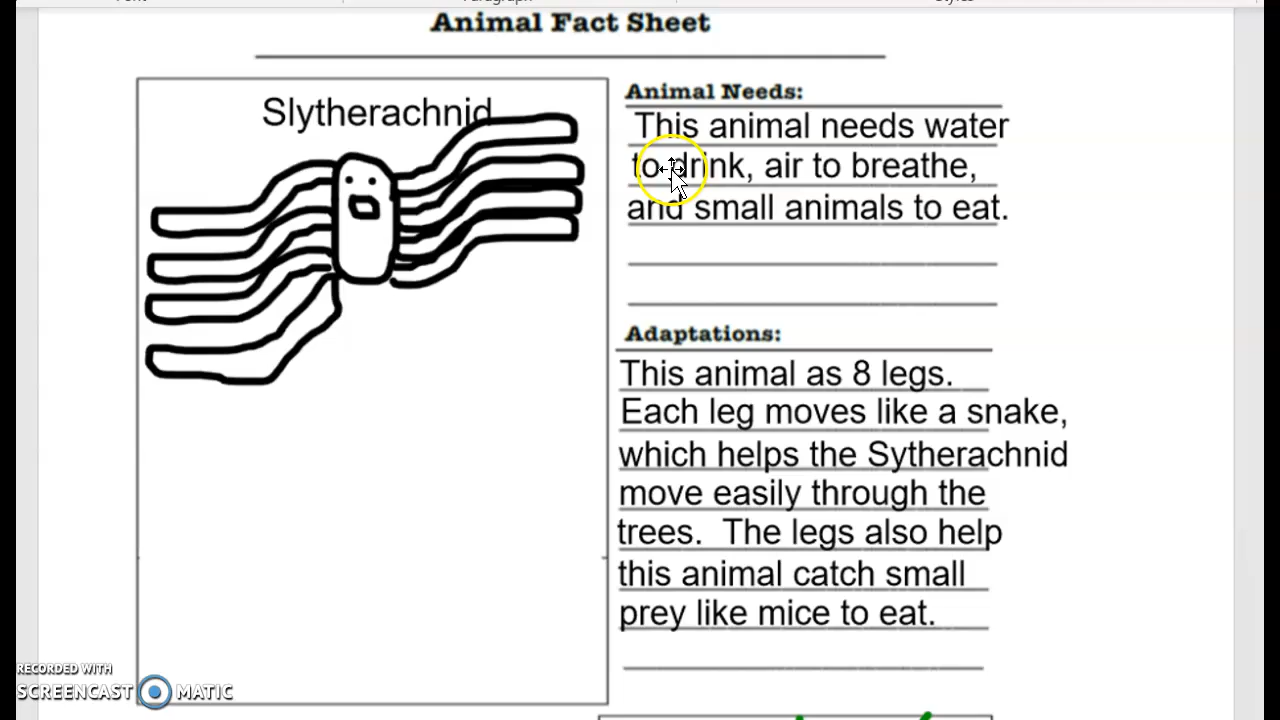 Animal Fact Sheet
Slytherachnid
Animal Needs:
This animal needs water
to drink, air to breathe,
and small animals to eat.
Adaptations:
This animal as 8 legs.
Each leg moves like a snake,
which helps the Sytherachnid
move easily through the
trees. The legs also help
this animal catch small
prey like mice to eat.
RECORDED WITH
SCREENCAST MATIC